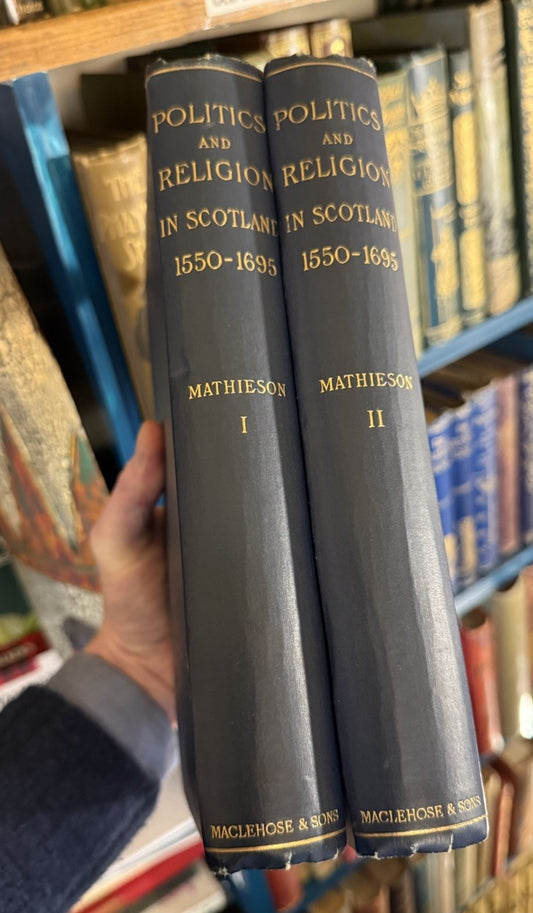 POLITICS
AND
RELIGION
IN SCOTLAND
1550-1695
MATHIESON
I
MACLEHOSE & SONS
POLITICS
AND
RELIGION
IN SCOTLAND
1550-1695
MATHIESON
II
MACLEHOSE & SONS